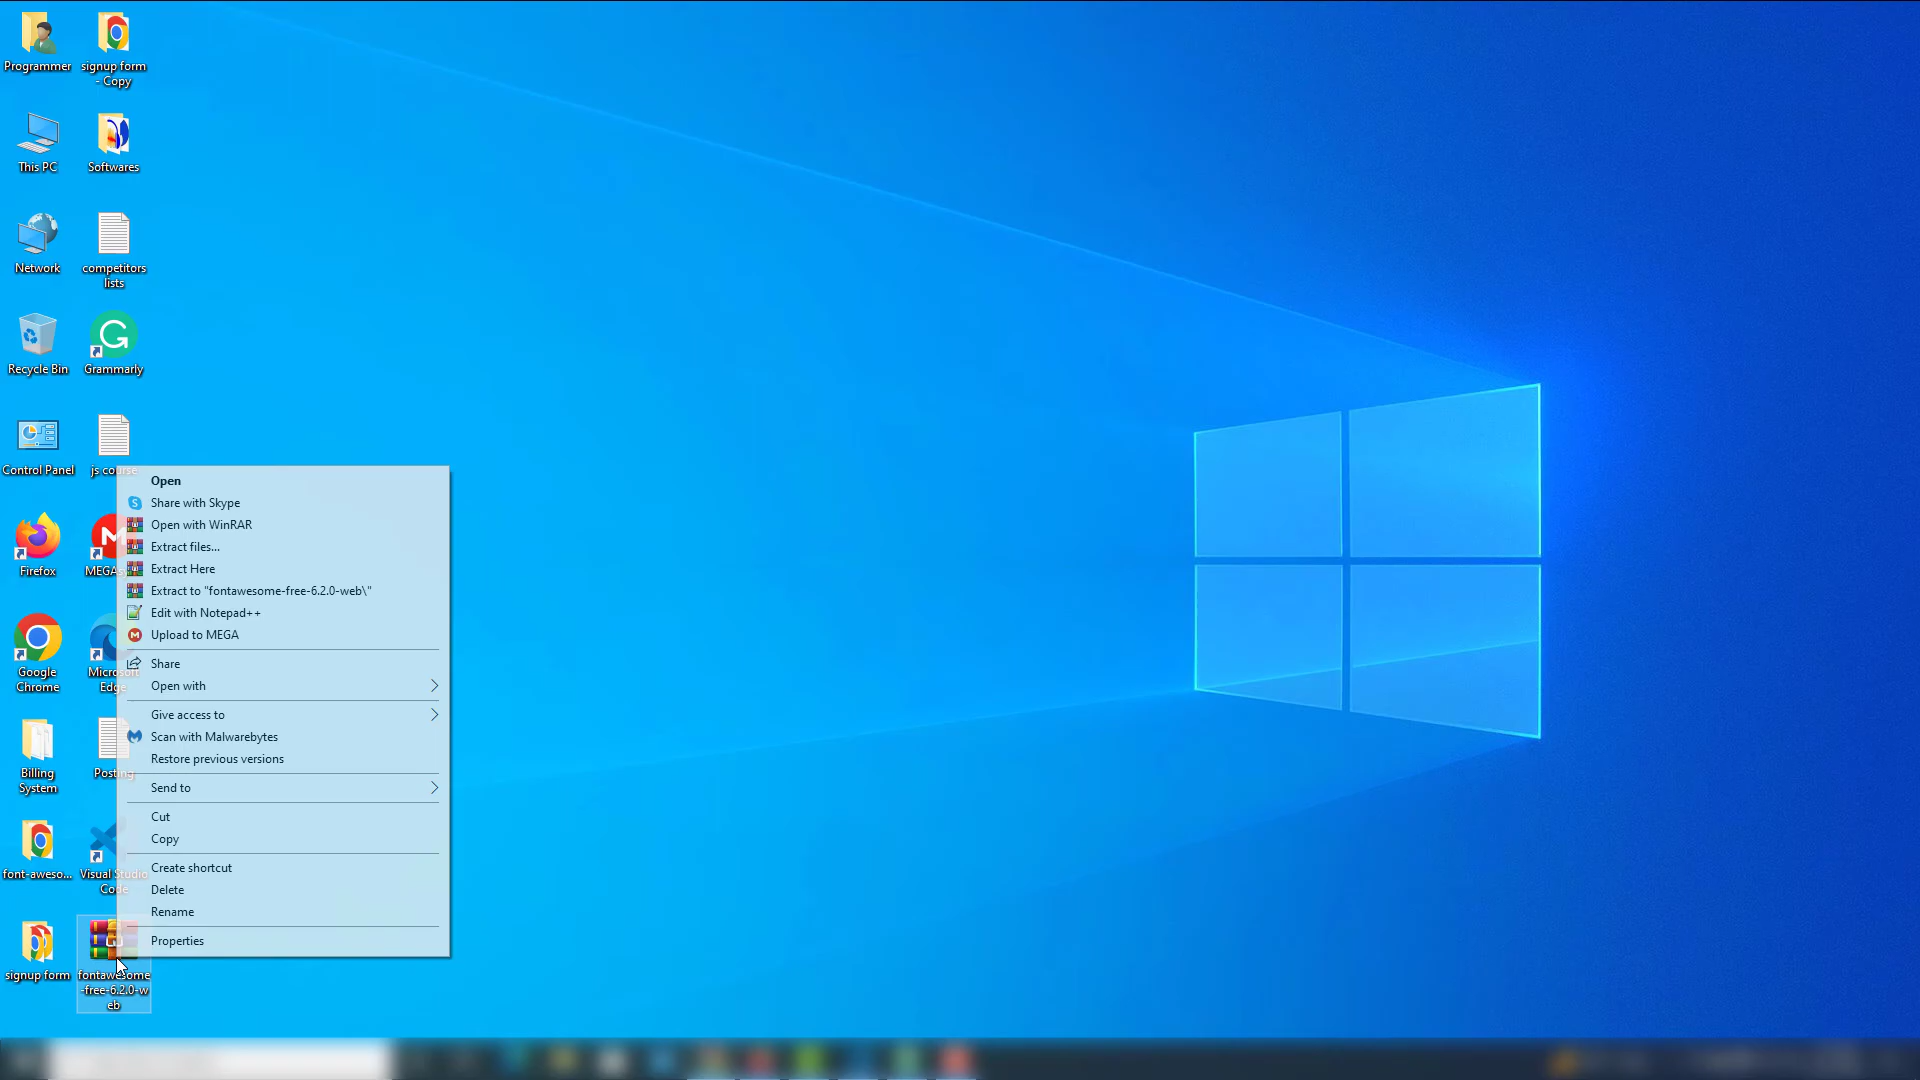 Programmer
signup form
- Copy
This PC
Softwares
Network
competitors
lists
Recycle Bin
Grammarly
Control Panel
js
Firefox
Google
Chrome
Billing
System
font-aweso...
signup form
fontawesome
-free-6.2.0-w
eb
Open
Share with Skype
Open with WinRAR
Extract files...
Extract Here
Extract to "fontawesome-free-6.2.0-web\"
Edit with Notepad++
Upload to MEGA
Share
Open with
Give access to
Scan with Malwarebytes
Restore previous versions
Send to
Cut
Copy
Create shortcut
Delete
Rename
Properties
Microsoft
Edge
Visual Studio
Code